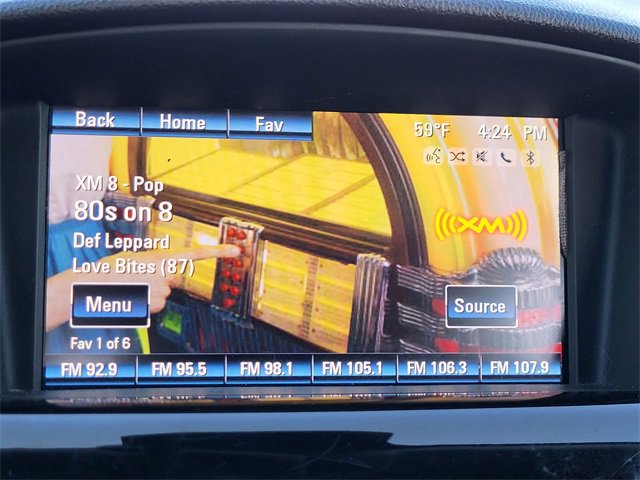 Back Home Fav
59°F 4:24 PM
XM 8 - Pop
80s on 8
XM
Def Leppard
Love Bites (87)
Menu
Source
Fav 1 of 6
FM 92.9 FM 95.5 FM 98.1 FM 105.1 FM 106.3 FM 107.9